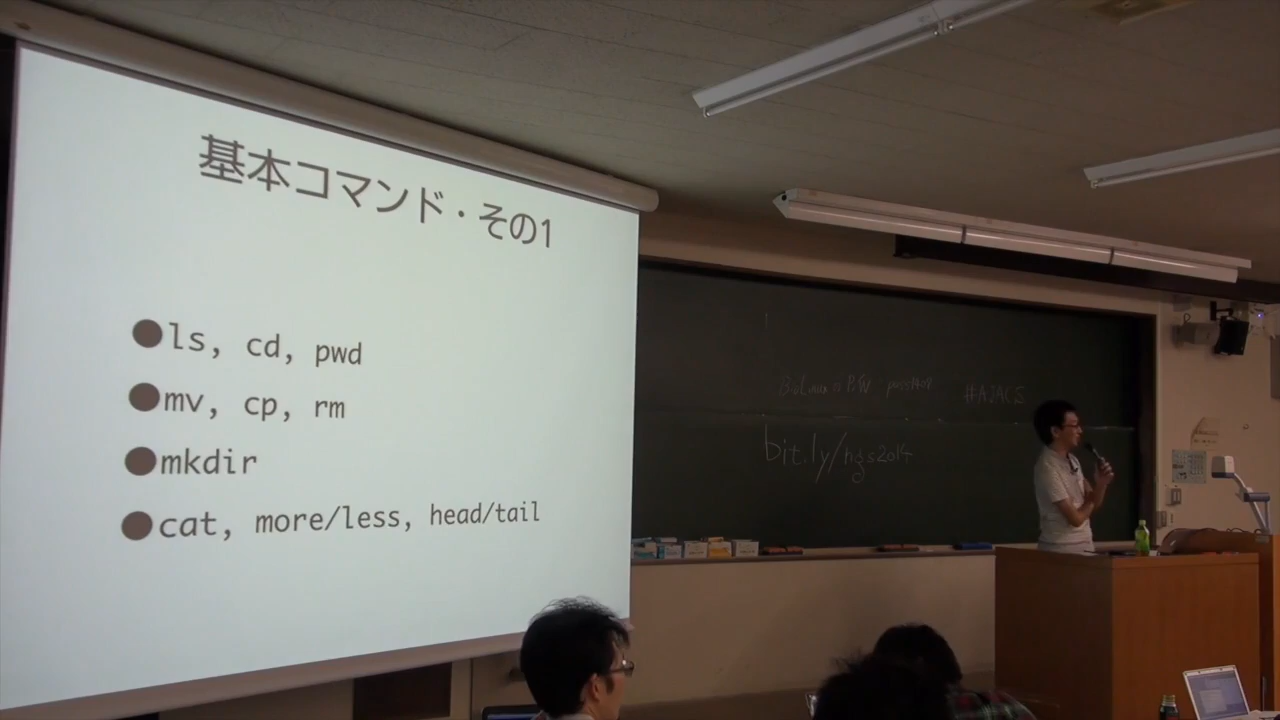 基本コマンド・その1
●ls, cd, pwd
●mv, cp, rm
●mkdir
●cat, more/less, head/tail
#AJACS
bit.ly/hgs2014